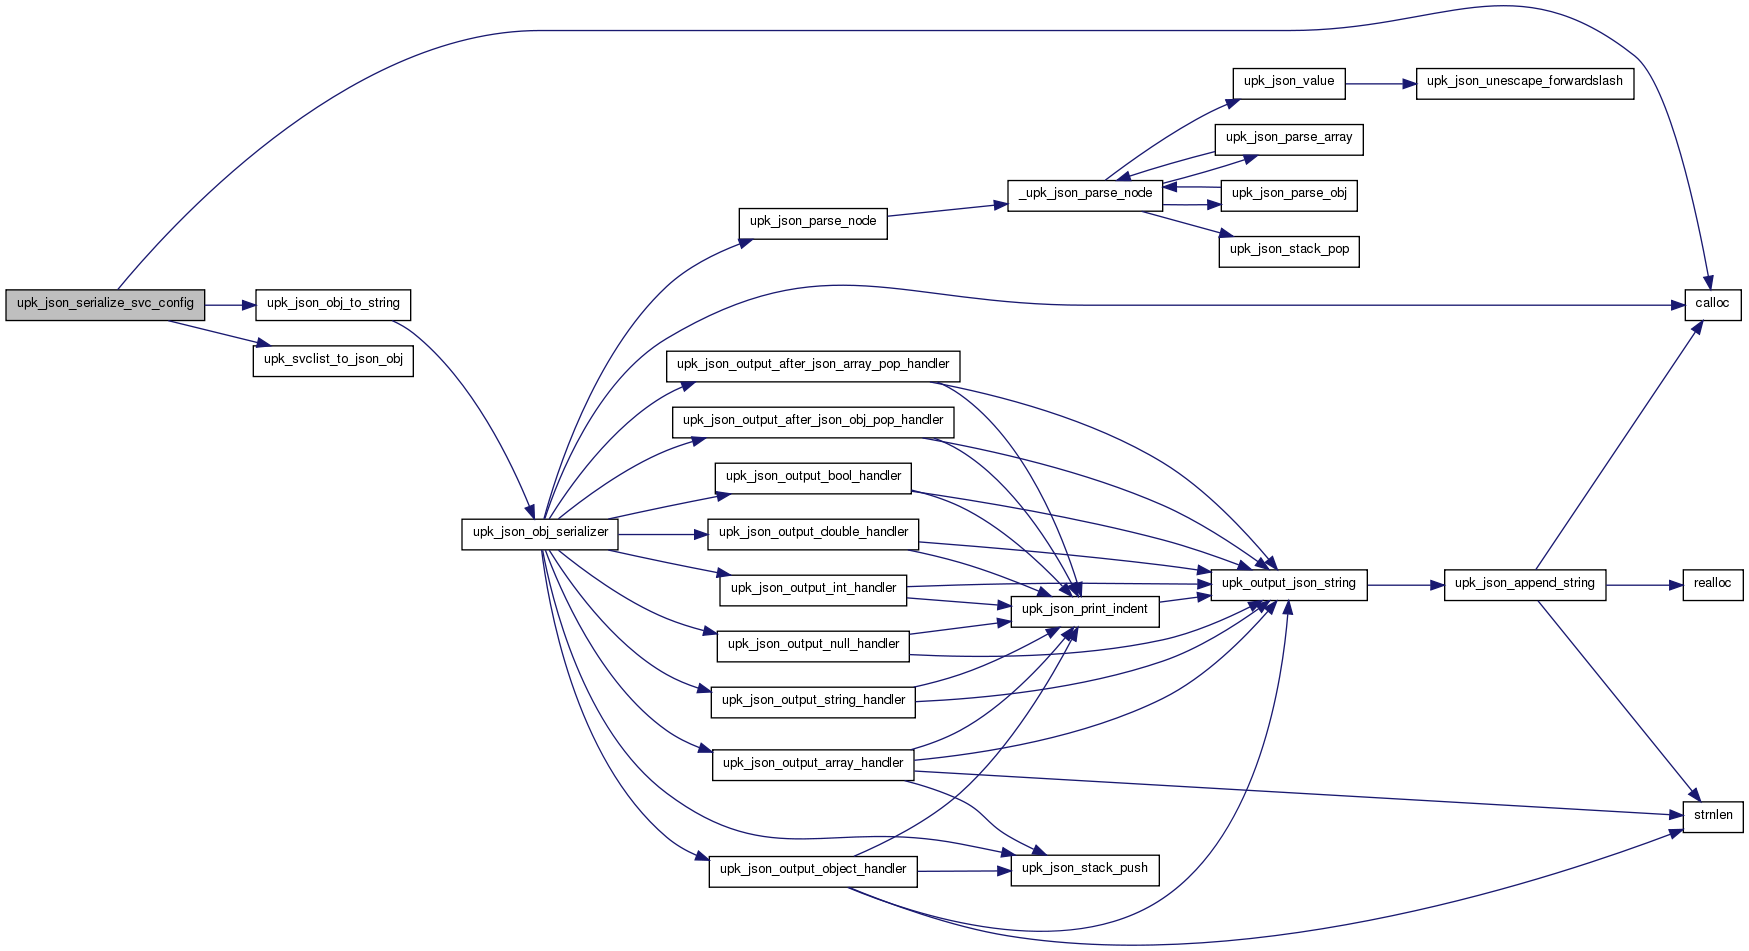 upk_json_serialize_svc_config
upk_json_obj_to_string
upk_svclist_to_json_obj
upk_json_obj_serializer
upk_json_parse_node
_upk_json_parse_node
upk_json_value
upk_json_unescape_forwardslash
upk_json_parse_array
upk_json_parse_obj
upk_json_stack_pop
calloc
upk_json_output_after_json_array_pop_handler
upk_json_output_after_json_obj_pop_handler
upk_json_output_bool_handler
upk_json_output_double_handler
upk_json_output_int_handler
upk_json_output_null_handler
upk_json_output_string_handler
upk_json_output_array_handler
upk_json_output_object_handler
upk_json_print_indent
upk_json_stack_push
upk_output_json_string
upk_json_append_string
realloc
strnlen